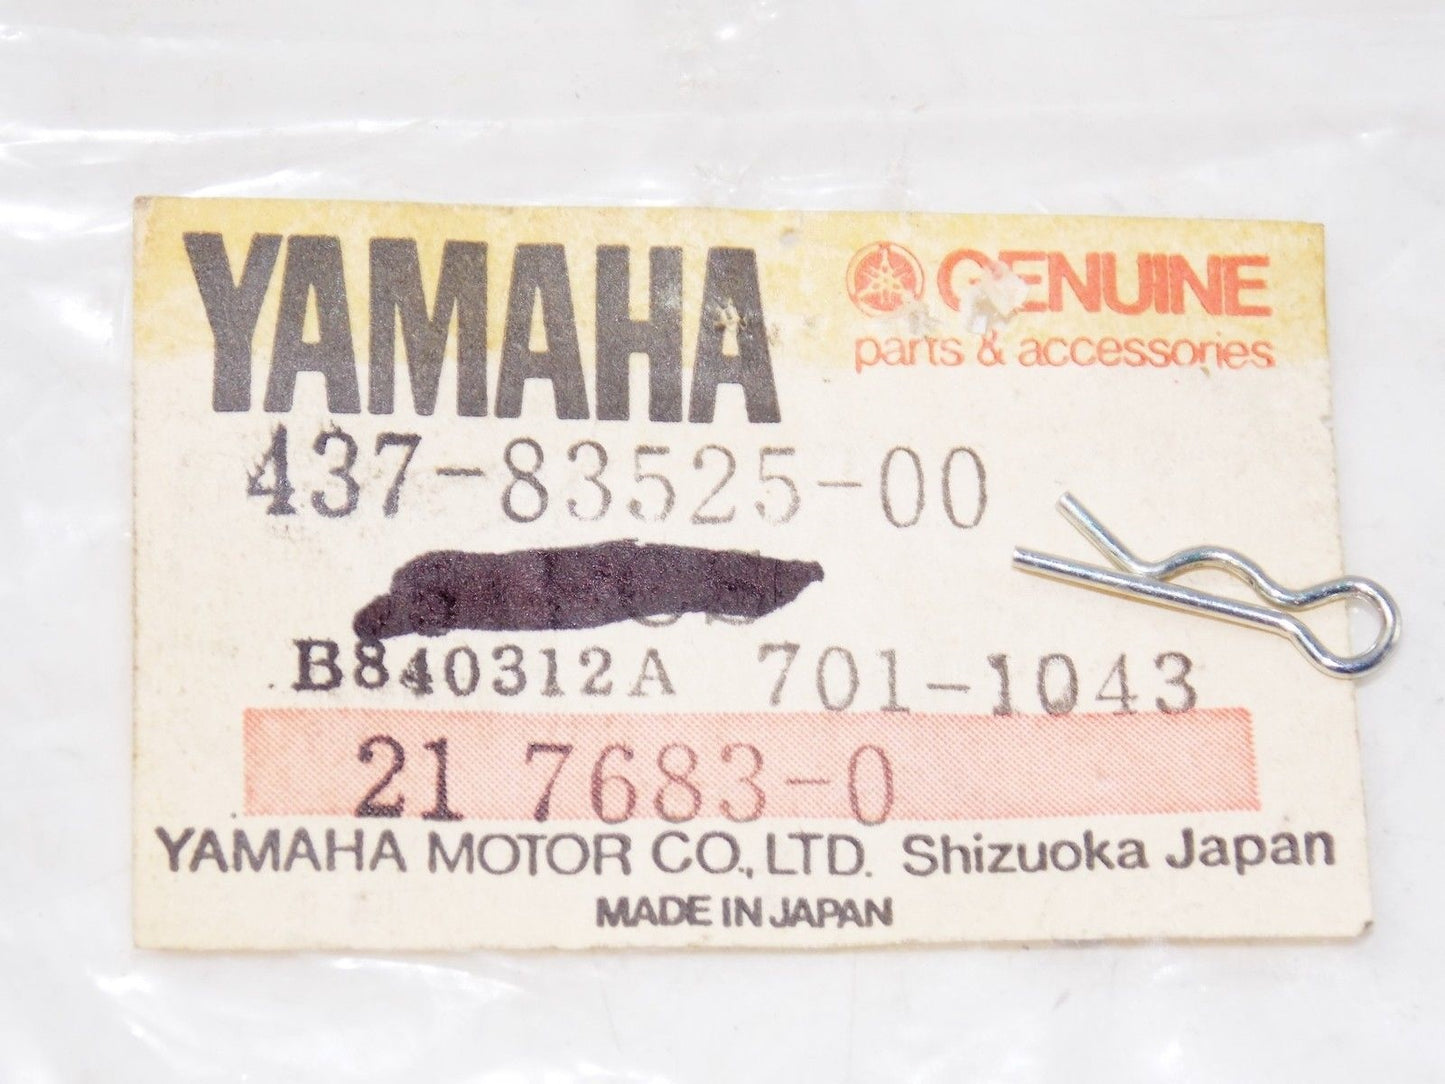 YAMAHA
GENUINE
parts & accessories
437-83525-00
B840312A 701-1043
21 7683-0
YAMAHA MOTOR CO., LTD. Shizuoka Japan
MADE IN JAPAN